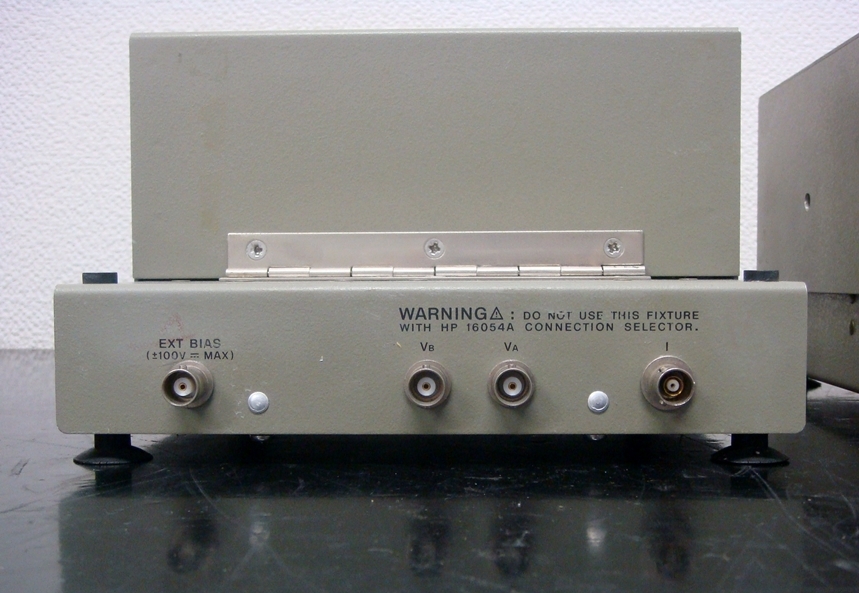 WARNING⚠ : DO NOT USE THIS FIXTURE
WITH HP 16054A CONNECTION SELECTOR.
EXT BIAS
(±100V ⎓ MAX)
VB
VA
I